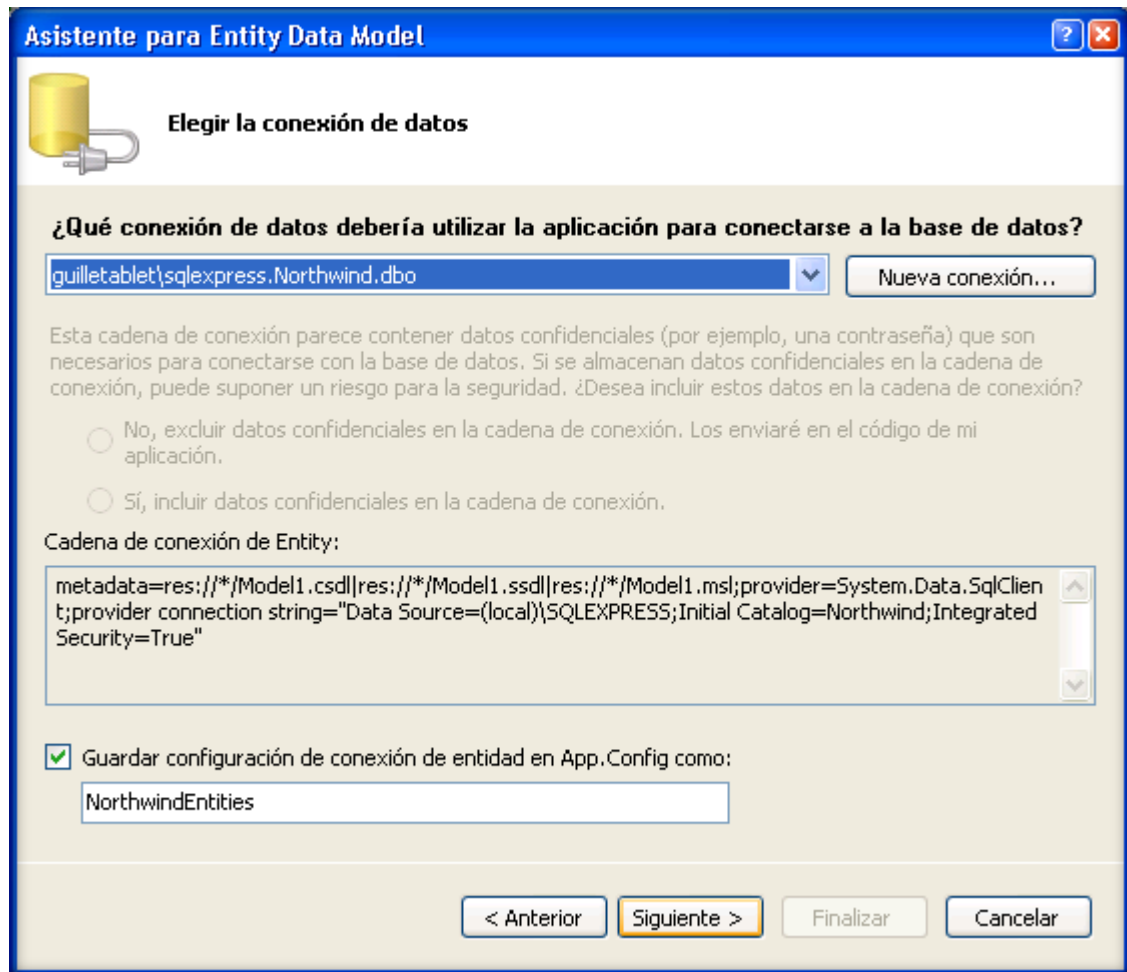 Asistente para Entity Data Model
Elegir la conexión de datos
¿Qué conexión de datos debería utilizar la aplicación para conectarse a la base de datos?
guilletablet\sqlexpress.Northwind.dbo
Nueva conexión...
Esta cadena de conexión parece contener datos confidenciales (por ejemplo, una contraseña) que son
necesarios para conectarse con la base de datos. Si se almacenan datos confidenciales en la cadena de
conexión, puede suponer un riesgo para la seguridad. ¿Desea incluir estos datos en la cadena de conexión?
No, excluir datos confidenciales en la cadena de conexión. Los enviaré en el código de mi
aplicación.
Sí, incluir datos confidenciales en la cadena de conexión.
Cadena de conexión de Entity:
metadata=res://*/Model1.csdl|res://*/Model1.ssdl|res://*/Model1.msl;provider=System.Data.SqlClien
t;provider connection string="Data Source=(local)\SQLEXPRESS;Initial Catalog=Northwind;Integrated
Security=True"
Guardar configuración de conexión de entidad en App.Config como:
NorthwindEntities
< Anterior
Siguiente >
Finalizar
Cancelar